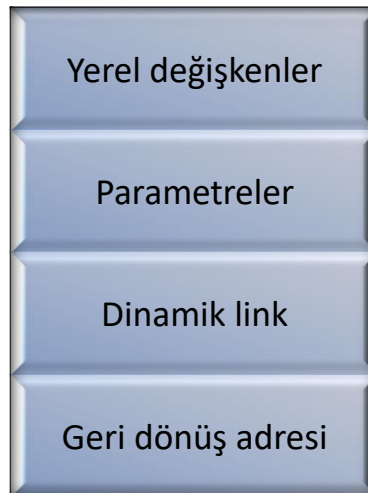 Yerel değişkenler
Parametreler
Dinamik link
Geri dönüş adresi